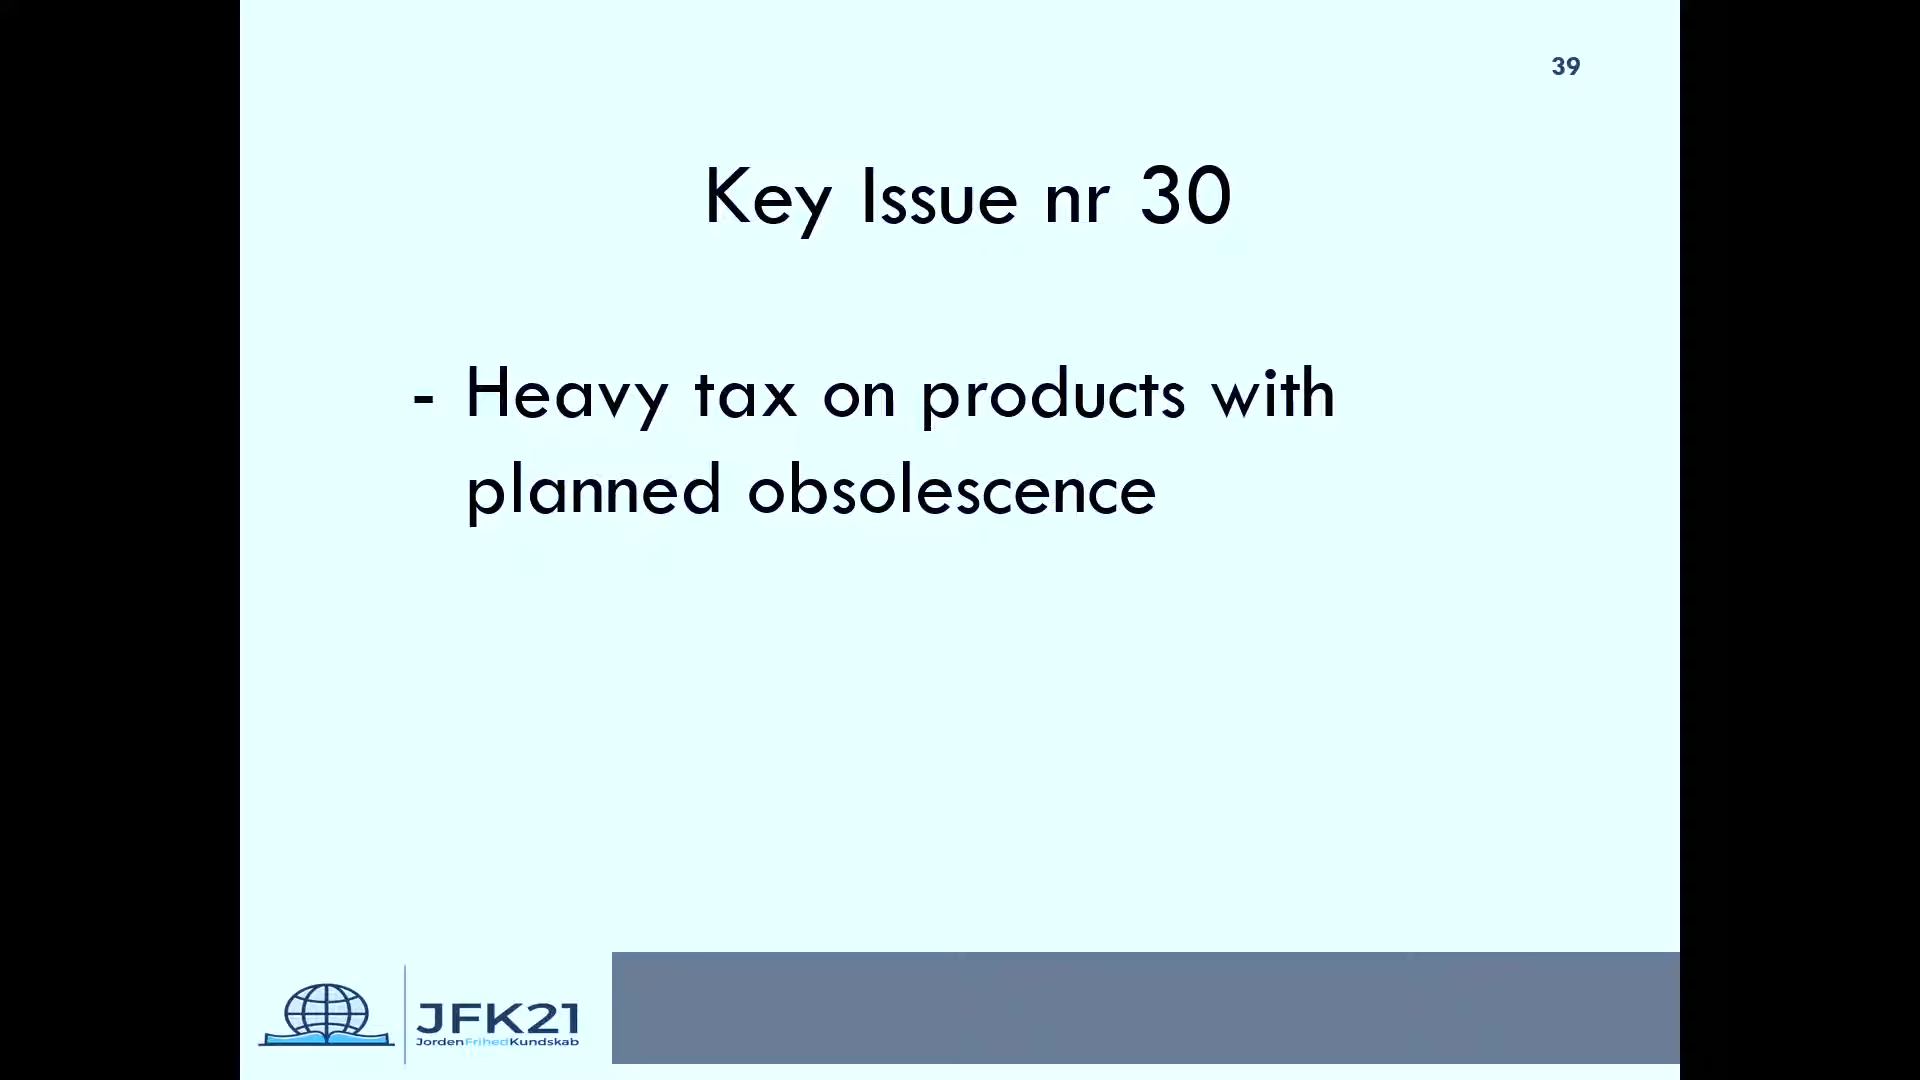 39
Key Issue nr 30
- Heavy tax on products with
planned obsolescence
JFK21
JordenFrihedKundskab